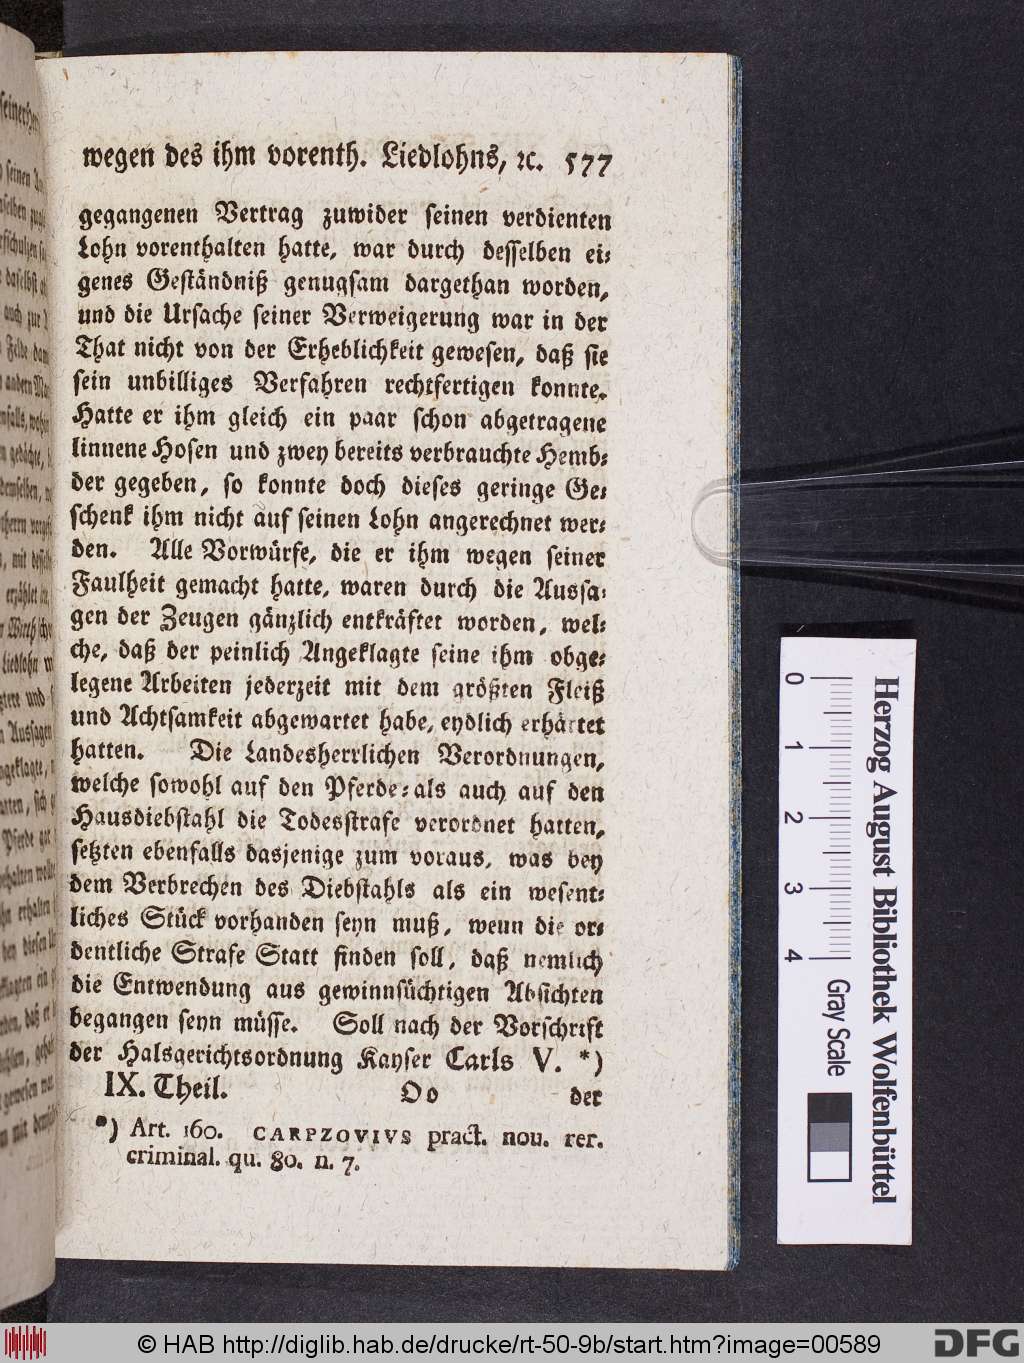 wegen des ihm vorenth. Liedlohns, ꝛc. 577
gegangenen Vertrag zuwider seinen verdienten
Lohn vorenthalten hatte, war durch desselben ei⸗
genes Geständniß genugsam dargethan worden,
und die Ursache seiner Verweigerung war in der
That nicht von der Erheblichkeit gewesen, daß sie
sein unbilliges Verfahren rechtfertigen konnte.
Hatte er ihm gleich ein paar schon abgetragene
linnene Hosen und zwey bereits verbrauchte Hemb⸗
der gegeben, so konnte doch dieses geringe Ge⸗
schenk ihm nicht auf seinen Lohn angerechnet wer⸗
den. Alle Vorwürfe, die er ihm wegen seiner
Faulheit gemacht hatte, waren durch die Aussa⸗
gen der Zeugen gänzlich entkräftet worden, wel⸗
che, daß der peinlich Angeklagte seine ihm obge⸗
legene Arbeiten jederzeit mit dem größten Fleiß
und Achtsamkeit abgewartet habe, eydlich erhärtet
hatten. Die Landesherrlichen Verordnungen,
welche sowohl auf den Pferde⸗als auch auf den
Hausdiebstahl die Todesstrafe verordnet hatten,
setzten ebenfalls dasjenige zum voraus, was bey
dem Verbrechen des Diebstahls als ein wesent⸗
liches Stück vorhanden seyn muß, wenn die or⸗
dentliche Strafe Statt finden soll, daß nemlich
die Entwendung aus gewinnsüchtigen Absichten
begangen seyn müsse. Soll nach der Vorschrift
der Halsgerichtsordnung Kayser Carls V. *)
IX. Theil. Oo der
*) Art. 160. CARPZOVIVS pract. nou. rer.
criminal. qu. 80. n. 7.
0 1 2 3 4 Gray Scale
Herzog August Bibliothek Wolfenbüttel
© HAB http://diglib.hab.de/drucke/rt-50-9b/start.htm?image=00589
DFG